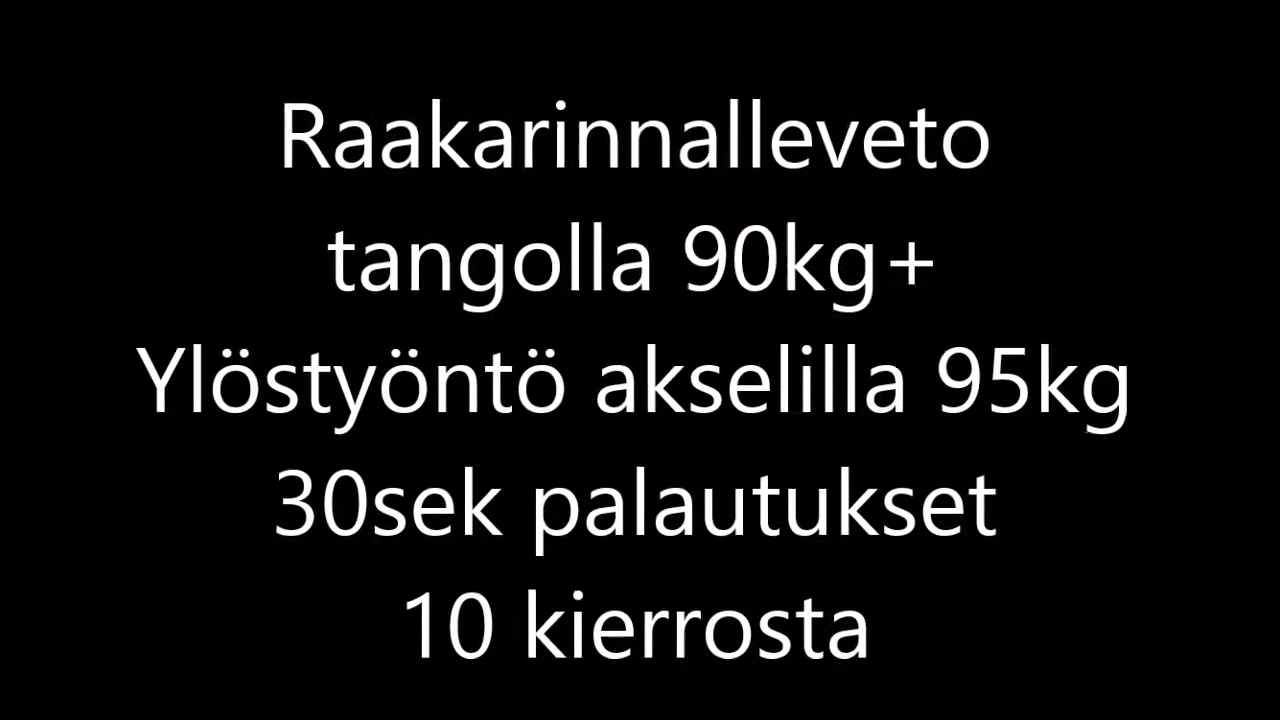 Raakarinnalleveto
tangolla 90kg+
Ylöstyöntö akselilla 95kg
30sek palautukset
10 kierrosta